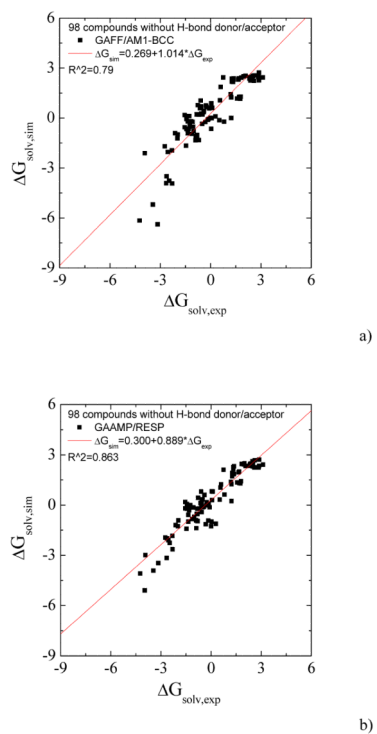 98 compounds without H-bond donor/acceptor
GAFF/AM1-BCC
ΔGsim=0.269+1.014*ΔGexp
R^2=0.79
6
3
0
-3
-6
-9
ΔGsolv,sim
-9 -6 -3 0 3 6
ΔGsolv,exp
a)
98 compounds without H-bond donor/acceptor
GAAMP/RESP
ΔGsim=0.300+0.889*ΔGexp
R^2=0.863
6
3
0
-3
-6
-9
ΔGsolv,sim
-9 -6 -3 0 3 6
ΔGsolv,exp
b)